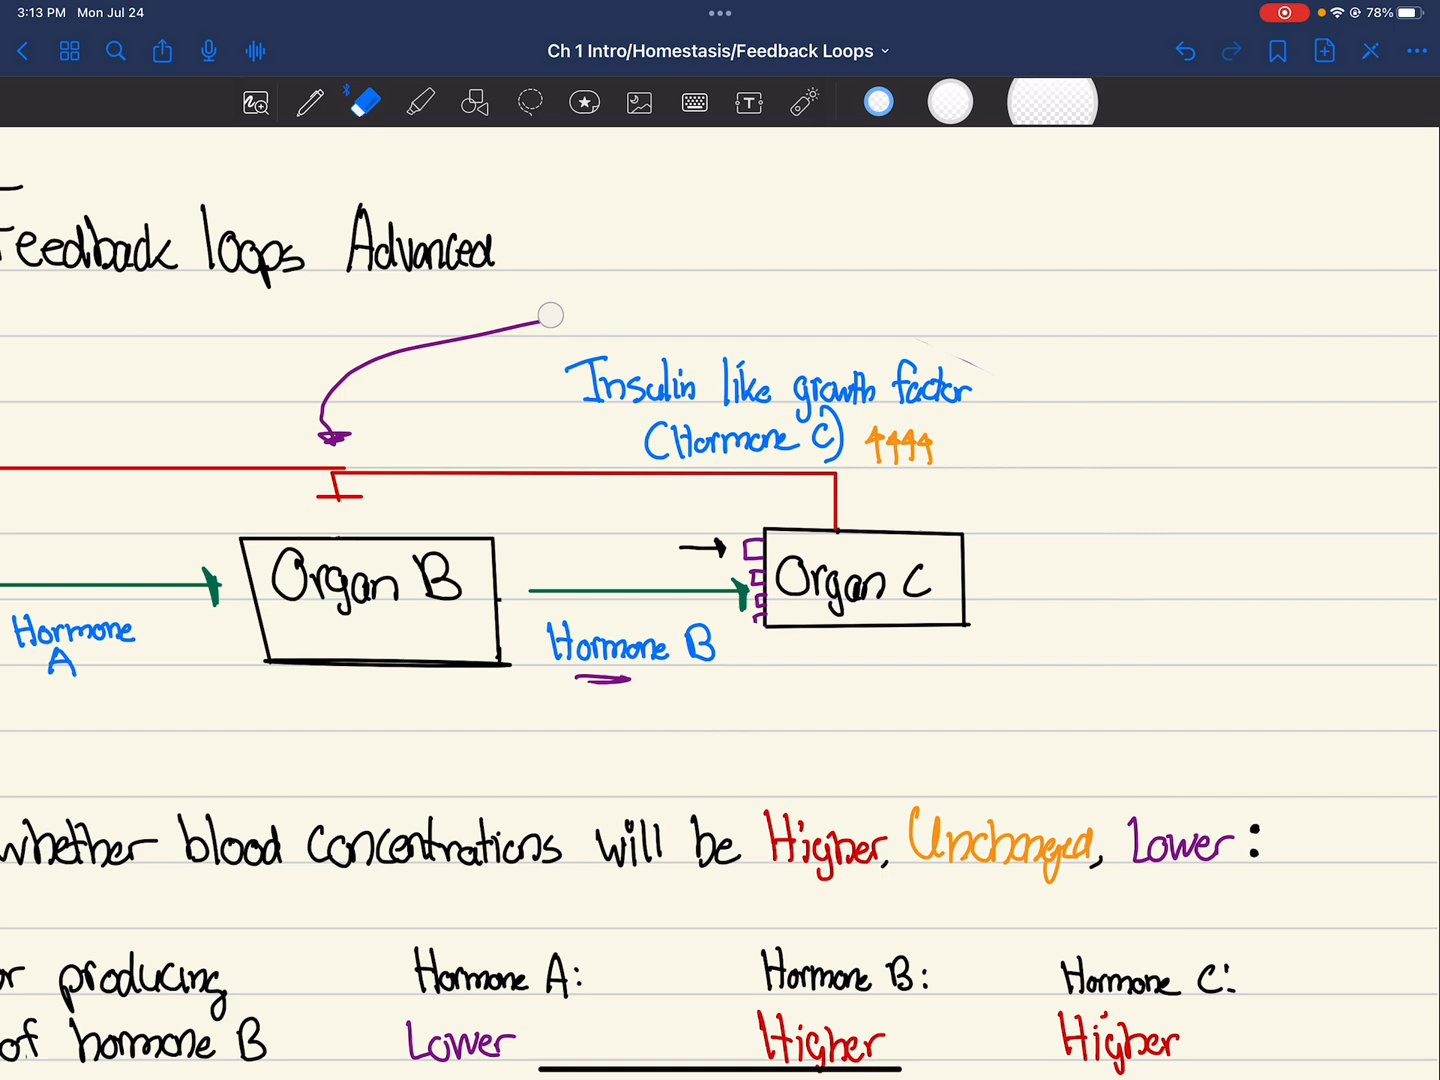 3:13 PM Mon Jul 24
78%
Ch 1 Intro/Homestasis/Feedback Loops
Feedback loops Advanced
Insulin like growth factor
(Hormone C)
Organ B
Organ C
Hormone
A
Hormone B
whether blood concentrations will be Higher, Unchanged, Lower:
or producing
of hormone B
Hormone A:
Lower
Hormone B:
Higher
Hormone C:
Higher